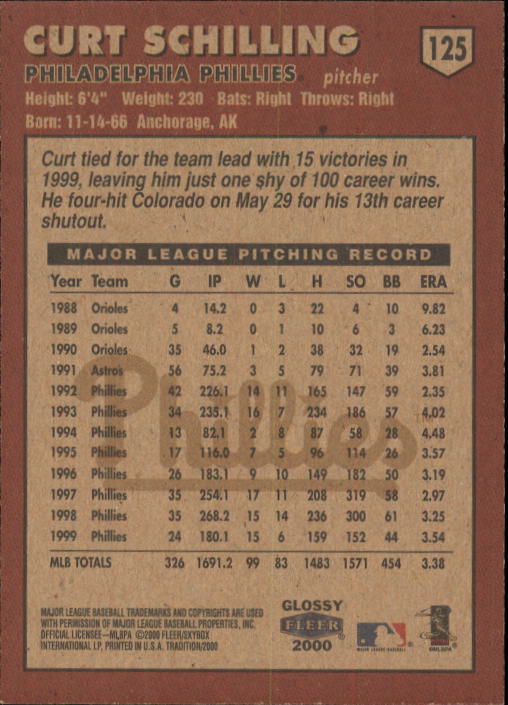 CURT SCHILLING
125
PHILADELPHIA PHILLIES pitcher
Height: 6'4" Weight: 230 Bats: Right Throws: Right
Born: 11-14-66 Anchorage, AK
Curt tied for the team lead with 15 victories in
1999, leaving him just one shy of 100 career wins.
He four-hit Colorado on May 29 for his 13th career
shutout.
MAJOR LEAGUE PITCHING RECORD
Year Team G IP W L H SO BB ERA
1988 Orioles 4 14.2 0 3 22 4 10 9.82
1989 Orioles 5 8.2 0 1 10 6 3 6.23
1990 Orioles 35 46.0 1 2 38 32 19 2.54
1991 Astros 56 75.2 3 5 79 71 39 3.81
1992 Phillies 42 226.1 14 11 165 147 59 2.35
1993 Phillies 34 235.1 16 7 234 186 57 4.02
1994 Phillies 13 82.1 2 8 87 58 28 4.48
1995 Phillies 17 116.0 7 5 96 114 26 3.57
1996 Phillies 26 183.1 9 10 149 182 50 3.19
1997 Phillies 35 254.1 17 11 208 319 58 2.97
1998 Phillies 35 268.2 15 14 236 300 61 3.25
1999 Phillies 24 180.1 15 6 159 152 44 3.54
MLB TOTALS 326 1691.2 99 83 1483 1571 454 3.38
Phillies
MAJOR LEAGUE BASEBALL TRADEMARKS AND COPYRIGHTS ARE USED
WITH PERMISSION OF MAJOR LEAGUE BASEBALL PROPERTIES, INC.
OFFICIAL LICENSEE—MLBPA ©2000 FLEER/SKYBOX
INTERNATIONAL LP, PRINTED IN U.S.A. TRADITION/2000
GLOSSY
FLEER
2000
MAJOR LEAGUE BASEBALL
©MLBPA